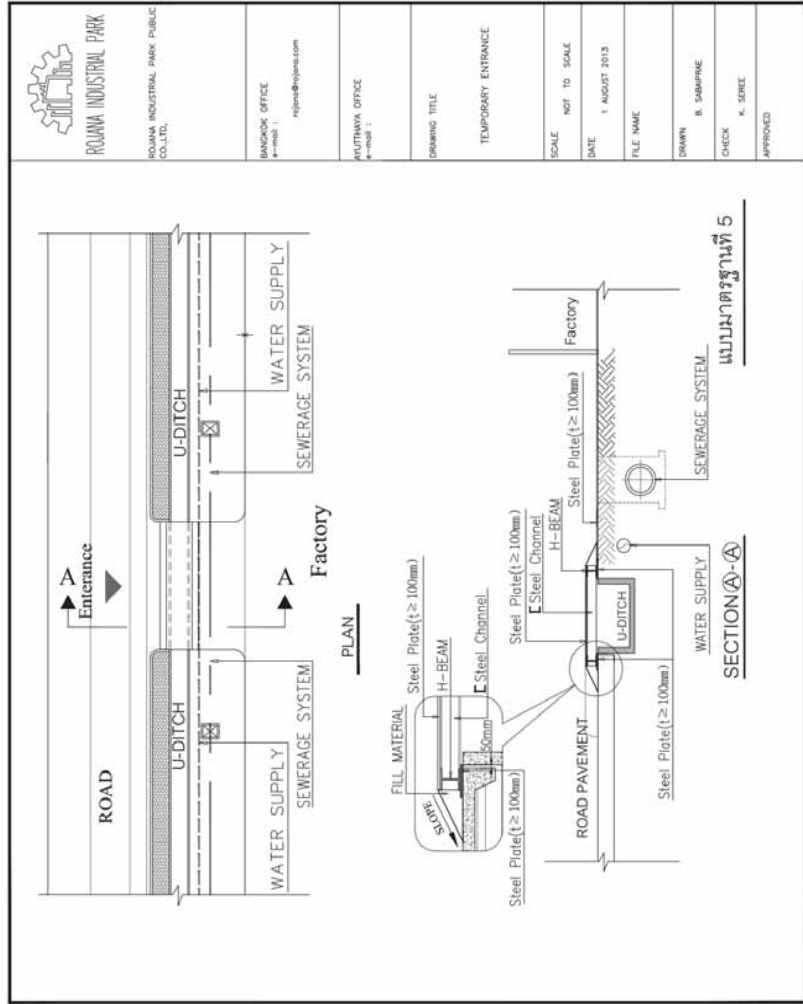 ROAD
A
Enterance
U-DITCH
U-DITCH
A
Factory
WATER SUPPLY
SEWERAGE SYSTEM
WATER SUPPLY
SEWERAGE SYSTEM
PLAN
FILL MATERIAL
Steel Plate(t≥100mm)
H-BEAM
[ Steel Channel
SLOPE
50mm
Steel Plate(t≥100mm)
Steel Plate(t≥100mm)
[ Steel Channel
H-BEAM
Steel Plate(t≥100mm)
Factory
ROAD PAVEMENT
U-DITCH
Steel Plate(t≥100mm)
WATER SUPPLY
SEWERAGE SYSTEM
SECTION Ⓐ-Ⓐ
แบบมาตรฐานที่ 5
ROJANA INDUSTRIAL PARK
ROJANA INDUSTRIAL PARK PUBLIC
CO.,LTD,
BANGKOK OFFICE
e-mail :
rojana@rojana.com
AYUTTHAYA OFFICE
e-mail :
DRAWING TITLE
TEMPORARY ENTRANCE
SCALE
NOT TO SCALE
DATE
1 AUGUST 2013
FILE NAME
DRAWN
B. SABAIPRAE
CHECK
K. SEREE
APPROVED